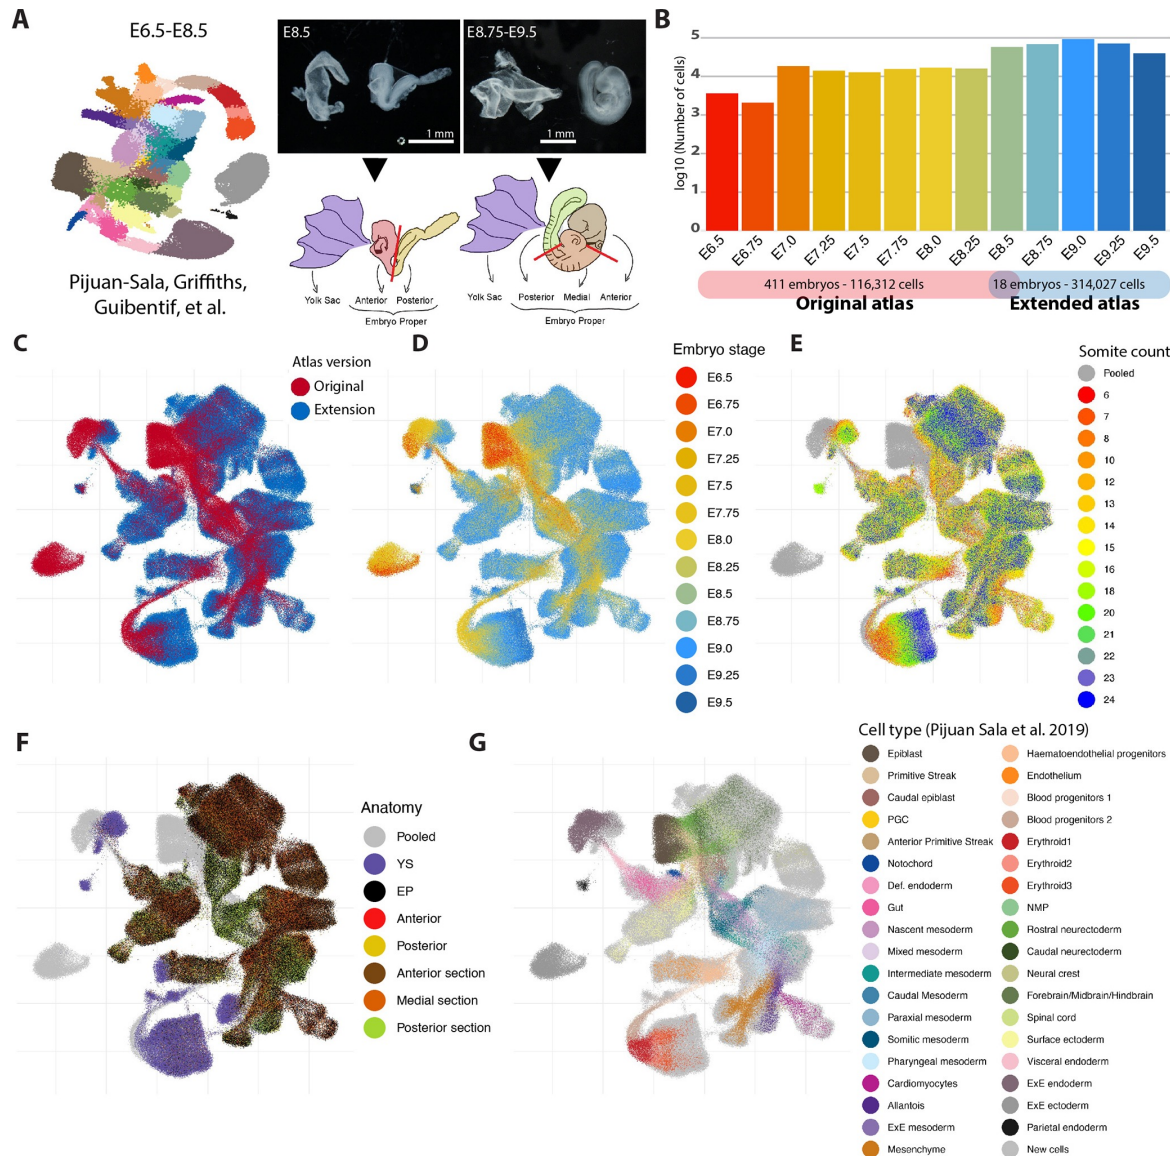 A
E6.5-E8.5
Pijuan-Sala, Griffiths,
Guibentif, et al.
E8.5
1 mm
E8.75-E9.5
1 mm
Yolk Sac
Anterior
Posterior
Embryo Proper
Yolk Sac
Posterior
Medial
Anterior
Embryo Proper
B
log10 (Number of cells)
5
4
3
2
1
0
E6.5
E6.75
E7.0
E7.25
E7.5
E7.75
E8.0
E8.25
E8.5
E8.75
E9.0
E9.25
E9.5
411 embryos - 116,312 cells
18 embryos - 314,027 cells
Original atlas
Extended atlas
C
Atlas version
Original
Extension
D
Embryo stage
E6.5
E6.75
E7.0
E7.25
E7.5
E7.75
E8.0
E8.25
E8.5
E8.75
E9.0
E9.25
E9.5
E
Somite count
Pooled
6
7
8
10
12
13
14
15
16
18
20
21
22
23
24
F
Anatomy
Pooled
YS
EP
Anterior
Posterior
Anterior section
Medial section
Posterior section
G
Cell type (Pijuan Sala et al. 2019)
Epiblast
Primitive Streak
Caudal epiblast
PGC
Anterior Primitive Streak
Notochord
Def. endoderm
Gut
Nascent mesoderm
Mixed mesoderm
Intermediate mesoderm
Caudal Mesoderm
Paraxial mesoderm
Somitic mesoderm
Pharyngeal mesoderm
Cardiomyocytes
Allantois
ExE mesoderm
Mesenchyme
Haematoendothelial progenitors
Endothelium
Blood progenitors 1
Blood progenitors 2
Erythroid1
Erythroid2
Erythroid3
NMP
Rostral neurectoderm
Caudal neurectoderm
Neural crest
Forebrain/Midbrain/Hindbrain
Spinal cord
Surface ectoderm
Visceral endoderm
ExE endoderm
ExE ectoderm
Parietal endoderm
New cells